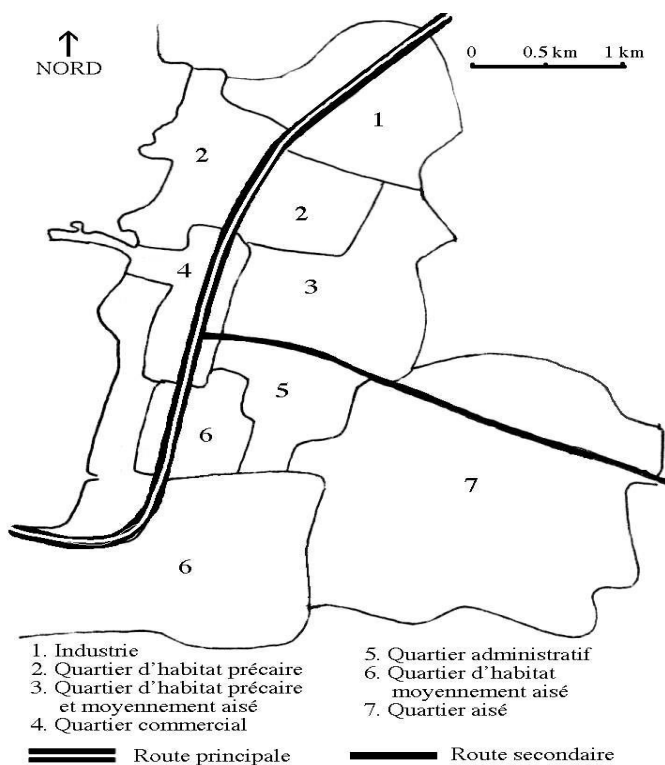 NORD
0 0.5 km 1 km
1
2
2
4
3
5
6
7
6
1. Industrie
2. Quartier d'habitat précaire
3. Quartier d'habitat précaire
et moyennement aisé
4. Quartier commercial
5. Quartier administratif
6. Quartier d'habitat
moyennement aisé
7. Quartier aisé
Route principale
Route secondaire